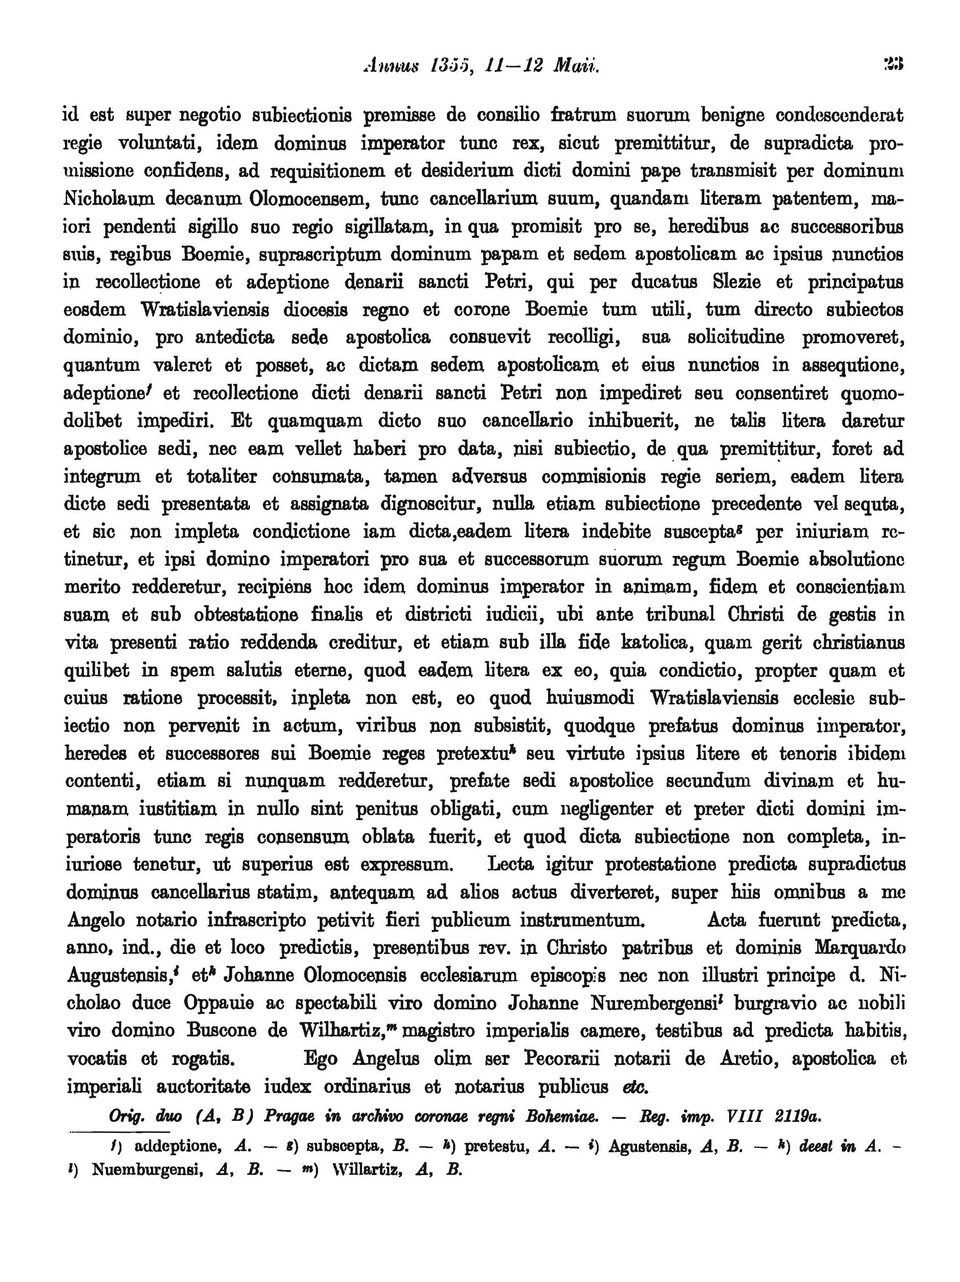 Annus 1355, 11—12 Maii. 23
id est super negotio subiectionis premisse de consilio fratrum suorum benigne condescenderat
regie voluntati, idem dominus imperator tunc rex, sicut premittitur, de supradicta pro-
missione confidens, ad requisitionem et desiderium dicti domini pape transmisit per dominum
Nicholaum decanum Olomocensem, tunc cancellarium suum, quandam literam patentem, ma-
iori pendenti sigillo suo regio sigillatam, in qua promisit pro se, heredibus ac successoribus
suis, regibus Boemie, suprascriptum dominum papam et sedem apostolicam ac ipsius nunctios
in recollectione et adeptione denarii sancti Petri, qui per ducatus Slezie et principatus
eosdem Wratislaviensis diocesis regno et corone Boemie tum utili, tum directo subiectos
dominio, pro antedicta sede apostolica consuevit recolligi, sua solicitudine promoveret,
quantum valeret et posset, ac dictam sedem apostolicam et eius nunctios in assequtione,
adeptione f et recollectione dicti denarii sancti Petri non impediret seu consentiret quomo-
dolibet impediri. Et quamquam dicto suo cancellario inhibuerit, ne talis litera daretur
apostolice sedi, nec eam vellet haberi pro data, nisi subiectio, de qua premittitur, foret ad
integrum et totaliter consumata, tamen adversus commisionis regie seriem, eadem litera
dicte sedi presentata et assignata dignoscitur, nulla etiam subiectione precedente vel sequta,
et sic non impleta condictione iam dicta,eadem litera indebite suscepta g per iniuriam re-
tinetur, et ipsi domino imperatori pro sua et successorum suorum regum Boemie absolutione
merito redderetur, recipiens hoc idem dominus imperator in animam, fidem et conscientiam
suam et sub obtestatione finalis et districti iudicii, ubi ante tribunal Christi de gestis in
vita presenti ratio reddenda creditur, et etiam sub illa fide katolica, quam gerit christianus
quilibet in spem salutis eterne, quod eadem litera ex eo, quia condictio, propter quam et
cuius ratione processit, inpleta non est, eo quod huiusmodi Wratislaviensis ecclesie sub-
iectio non pervenit in actum, viribus non subsistit, quodque prefatus dominus imperator,
heredes et successores sui Boemie reges pretextu h seu virtute ipsius litere et tenoris ibidem
contenti, etiam si nunquam redderetur, prefate sedi apostolice secundum divinam et hu-
manam iustitiam in nullo sint penitus obligati, cum negligenter et preter dicti domini im-
peratoris tunc regis consensum oblata fuerit, et quod dicta subiectione non completa, in-
iuriose tenetur, ut superius est expressum. Lecta igitur protestatione predicta supradictus
dominus cancellarius statim, antequam ad alios actus diverteret, super hiis omnibus a me
Angelo notario infrascripto petivit fieri publicum instrumentum. Acta fuerunt predicta,
anno, ind., die et loco predictis, presentibus rev. in Christo patribus et dominis Marquardo
Augustensis, i et k Johanne Olomocensis ecclesiarum episcopis nec non illustri principe d. Ni-
cholao duce Oppauie ac spectabili viro domino Johanne Nurembergensi l burgravio ac nobili
viro domino Buscone de Wilhartiz, m magistro imperialis camere, testibus ad predicta habitis,
vocatis et rogatis. Ego Angelus olim ser Pecorarii notarii de Aretio, apostolica et
imperiali auctoritate iudex ordinarius et notarius publicus etc.
Orig. duo (A, B) Pragae in archivo coronae regni Bohemiae. — Reg. imp. VIII 2119a.
f) addeptione, A. — g) subscepta, B. — h) pretestu, A. — i) Agustensis, A, B. — k) deest in A. –
l) Nuemburgensi, A, B. — m) Willartiz, A, B.